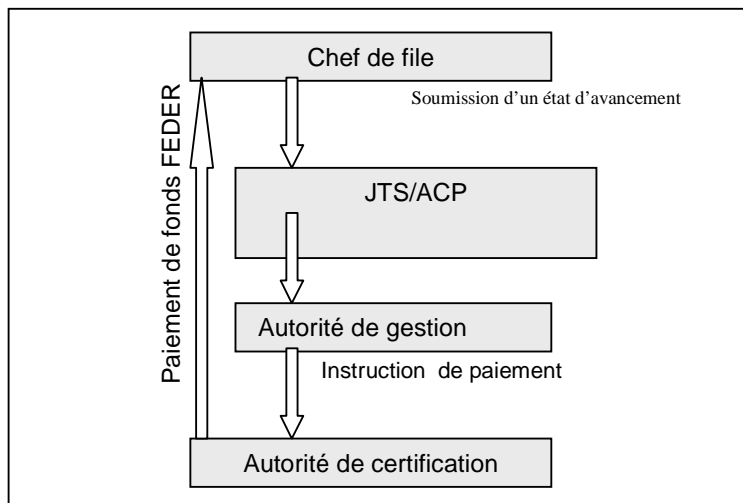 Chef de file
Soumission d'un état d'avancement
Paiement de fonds FEDER
JTS/ACP
Autorité de gestion
Instruction de paiement
Autorité de certification